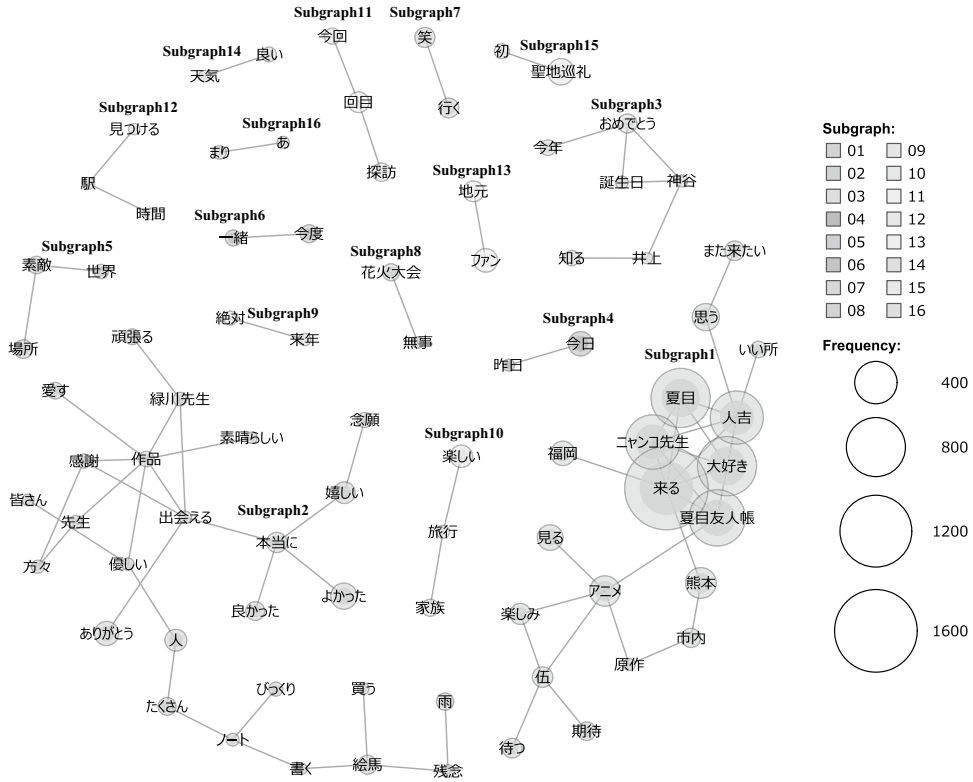 Subgraph11
Subgraph7
今回
笑
Subgraph14
良い
天気
初
Subgraph15
聖地巡礼
Subgraph12
見つける
回目
行く
Subgraph3
おめでとう
Subgraph16
まり
あ
今年
探訪
駅
時間
Subgraph13
地元
誕生日
神谷
Subgraph6
一緒
今度
Subgraph5
素敵
世界
場所
Subgraph8
花火大会
無事
ファン
知る
井上
また来たい
絶対
Subgraph9
来年
Subgraph4
今日
昨日
思う
いい所
頑張る
愛す
緑川先生
素晴らしい
感謝
作品
皆さん
先生
出会える
方々
優しい
ありがとう
人
たくさん
ノート
びっくり
書く
買う
絵馬
雨
残念
念願
嬉しい
Subgraph2
本当に
良かった
よかった
Subgraph10
楽しい
旅行
家族
Subgraph1
夏目
人吉
ニャンコ先生
福岡
大好き
来る
夏目友人帳
見る
アニメ
熊本
楽しみ
市内
原作
伍
期待
待つ
Subgraph:
01 09
02 10
03 11
04 12
05 13
06 14
07 15
08 16
Frequency:
400
800
1200
1600